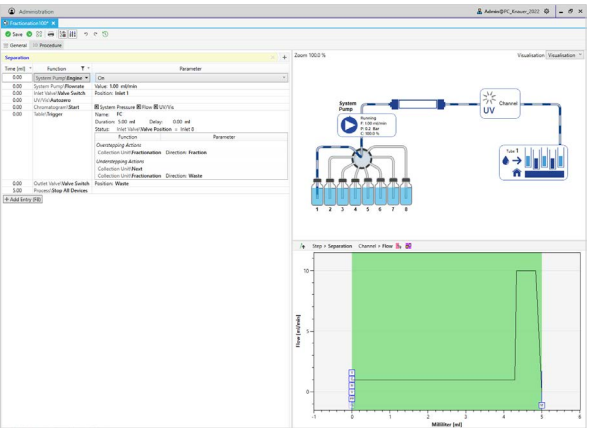 Administration
Admin@PC_Knauer_2022
Fractionation100* ×
Save
General
Procedure
Separation
Time [ml] Function Parameter
0.00 System Pump\Engine On
0.00 System Pump\Flowrate Value: 1.00 ml/min
0.00 Inlet Valve\Valve Switch Position: Inlet 1
0.00 UV/Vis\Autozero
0.00 Chromatogram\Start System Pressure Flow UV/Vis
0.00 Table\Trigger Name: FC
Duration: 5.00 ml Delay: 0.00 ml
Status: Inlet Valve\Valve Position < Inlet 8
Function Parameter
Overstepping Actions
Collection Unit\Fractionation Direction: Fraction
Understepping Actions
Collection Unit\Next
Collection Unit\Fractionation Direction: Waste
0.00 Outlet Valve\Valve Switch Position: Waste
5.00 Process\Stop All Devices
+ Add Entry (F8)
Zoom 100.0 %
Visualisation Visualisation
System
Pump
Running
F: 1.00 ml/min
P: 0.2 Bar
C: 100.0 %
UV
Channel
Tube 1
1 2 3 4 5 6 7 8
Step > Separation Channel > Flow
Flow [ml/min]
10
5
0
-1 0 1 2 3 4 5 6
Milliliter [ml]